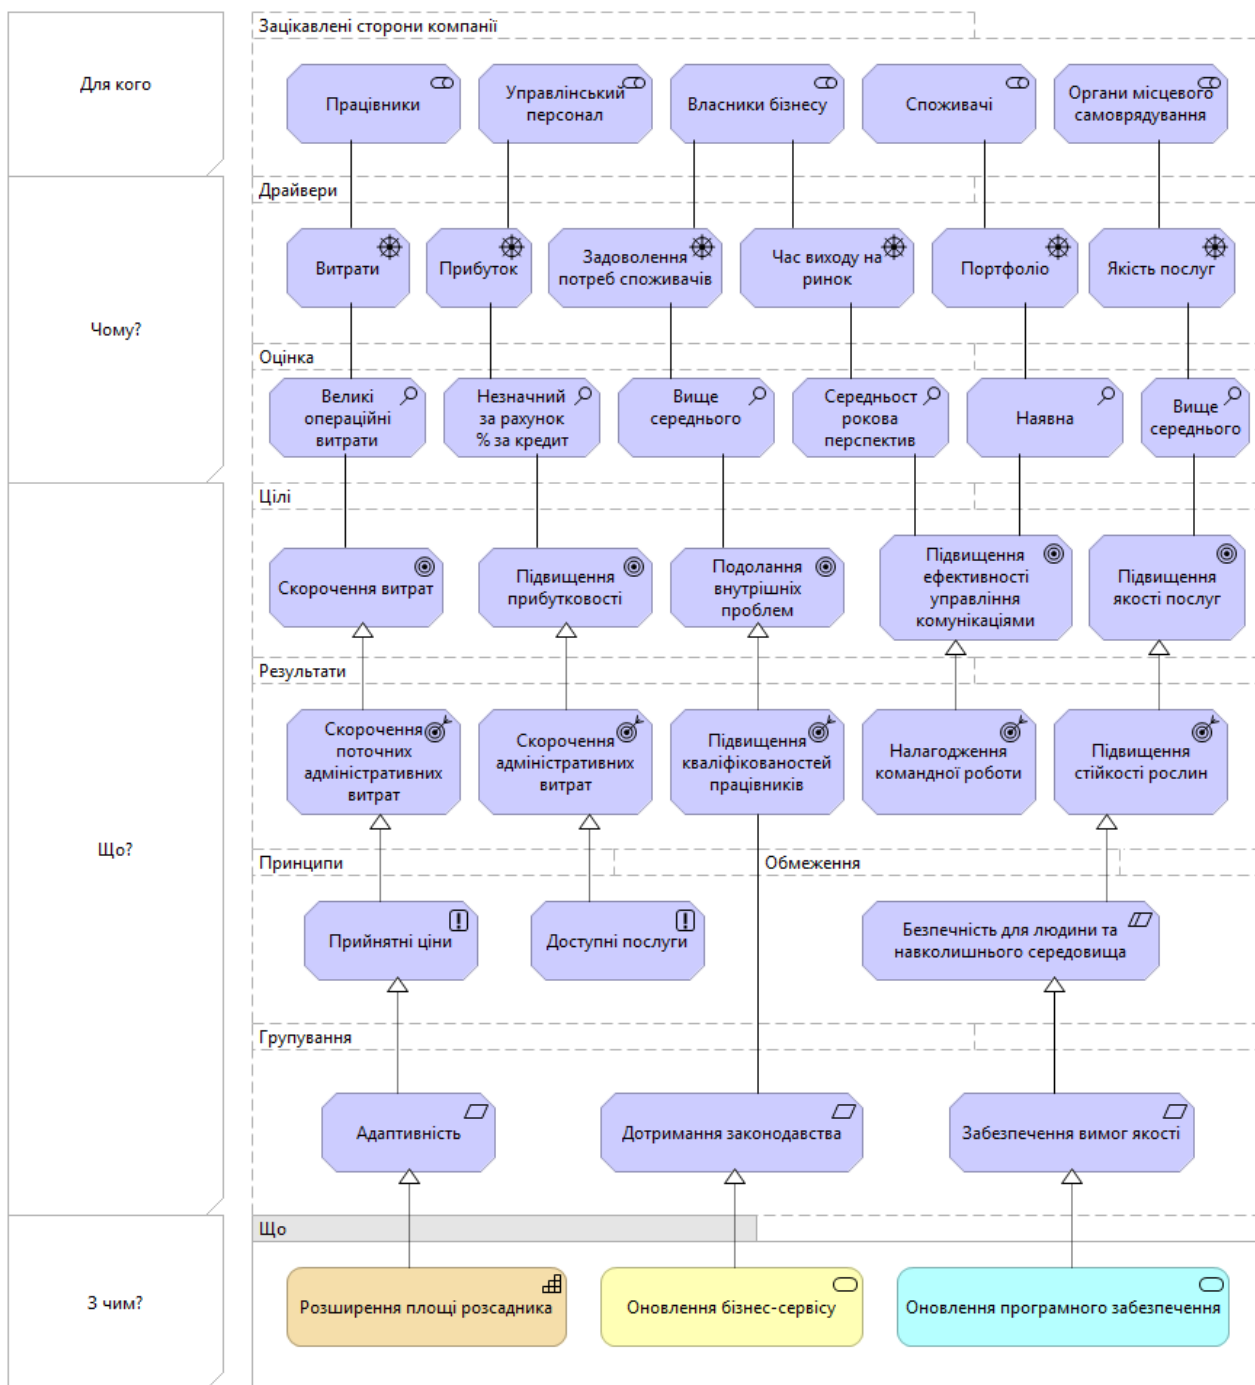 Зацікавлені сторони компанії
Для кого
Працівники
Управлінський
персонал
Власники бізнесу
Споживачі
Органи місцевого
самоврядування
Драйвери
Чому?
Витрати
Прибуток
Задоволення
потреб споживачів
Час виходу на
ринок
Портфоліо
Якість послуг
Оцінка
Великі
операційні
витрати
Незначний
за рахунок
% за кредит
Вище
середнього
Середньост
рокова
перспектив
Наявна
Вище
середнього
Цілі
Що?
Скорочення витрат
Підвищення
прибутковості
Подолання
внутрішніх
проблем
Підвищення
ефективності
управління
комунікаціями
Підвищення
якості послуг
Результати
Скорочення
поточних
адміністративних
витрат
Скорочення
адміністративних
витрат
Підвищення
кваліфікованостей
працівників
Налагодження
командної роботи
Підвищення
стійкості рослин
Принципи
Обмеження
Прийнятні ціни
Доступні послуги
Безпечність для людини та
навколишнього середовища
Групування
Адаптивність
Дотримання законодавства
Забезпечення вимог якості
Що
З чим?
Розширення площі розсадника
Оновлення бізнес-сервісу
Оновлення програмного забезпечення